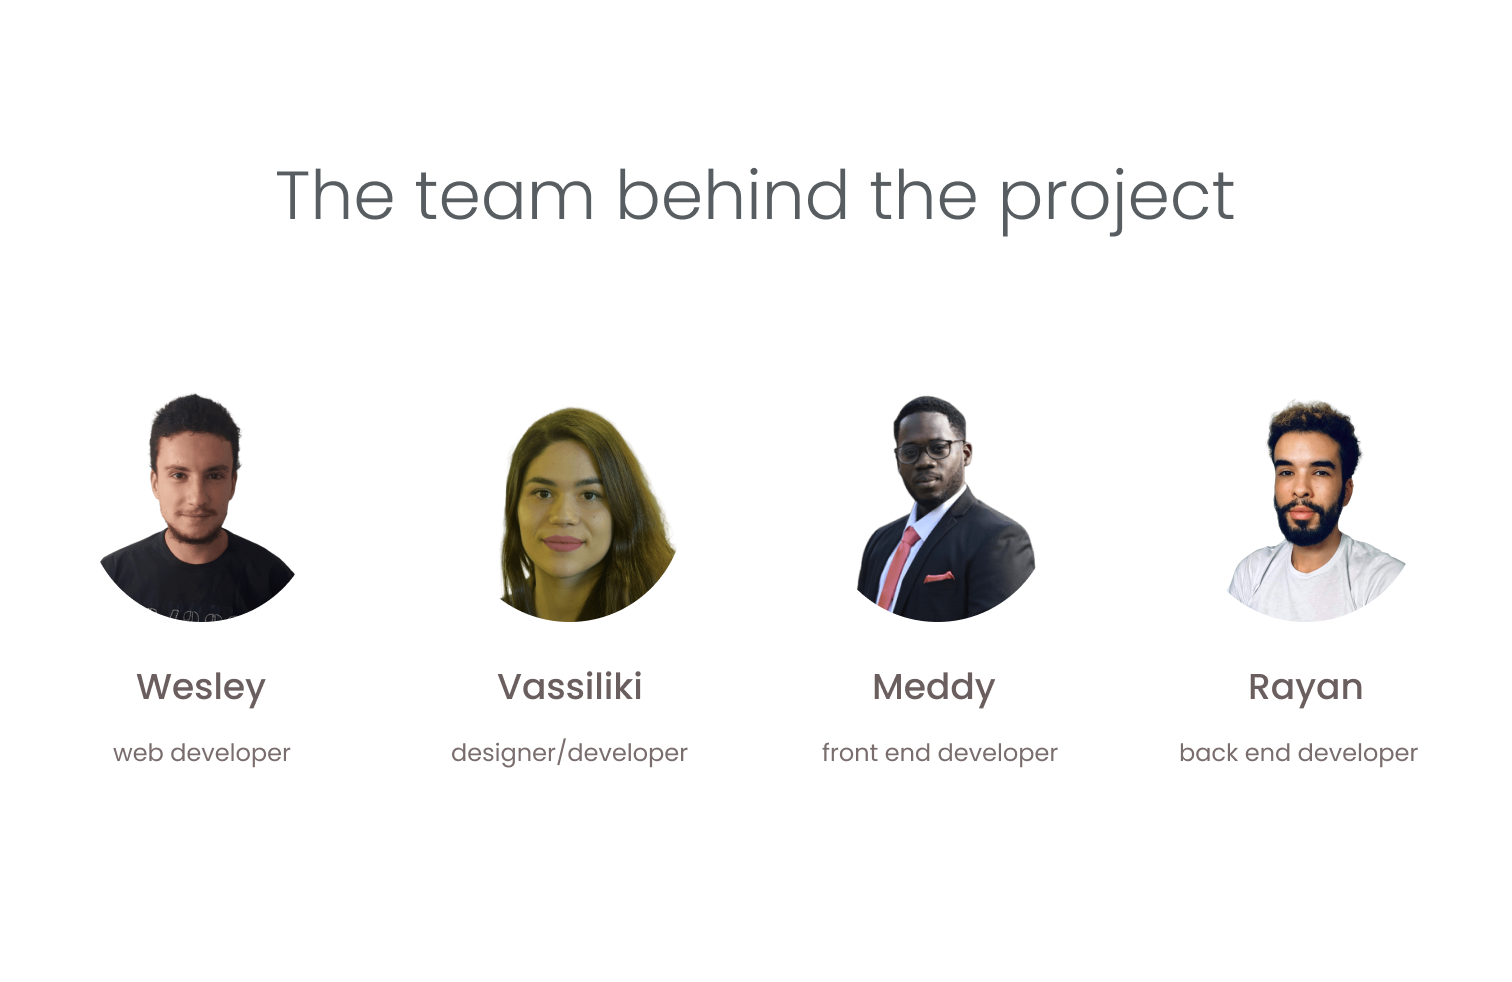 The team behind the project
Wesley
Vassiliki
Meddy
Rayan
web developer
designer/developer
front end developer
back end developer